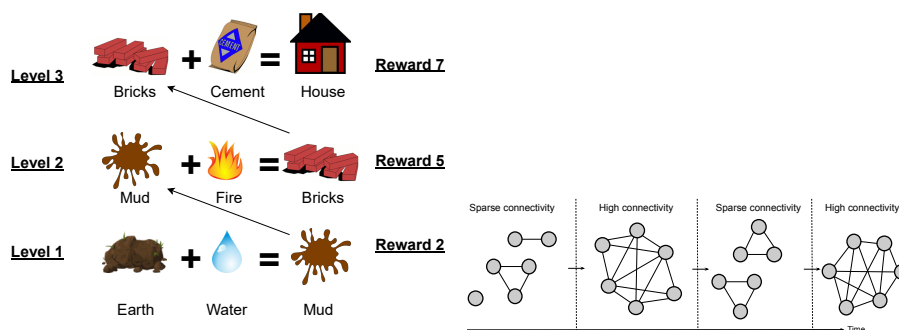 Level 3
CEMENT
Reward 7
Bricks
Cement
House
Level 2
Reward 5
Mud
Fire
Bricks
Level 1
Reward 2
Earth
Water
Mud
Sparse connectivity
High connectivity
Sparse connectivity
High connectivity
Time